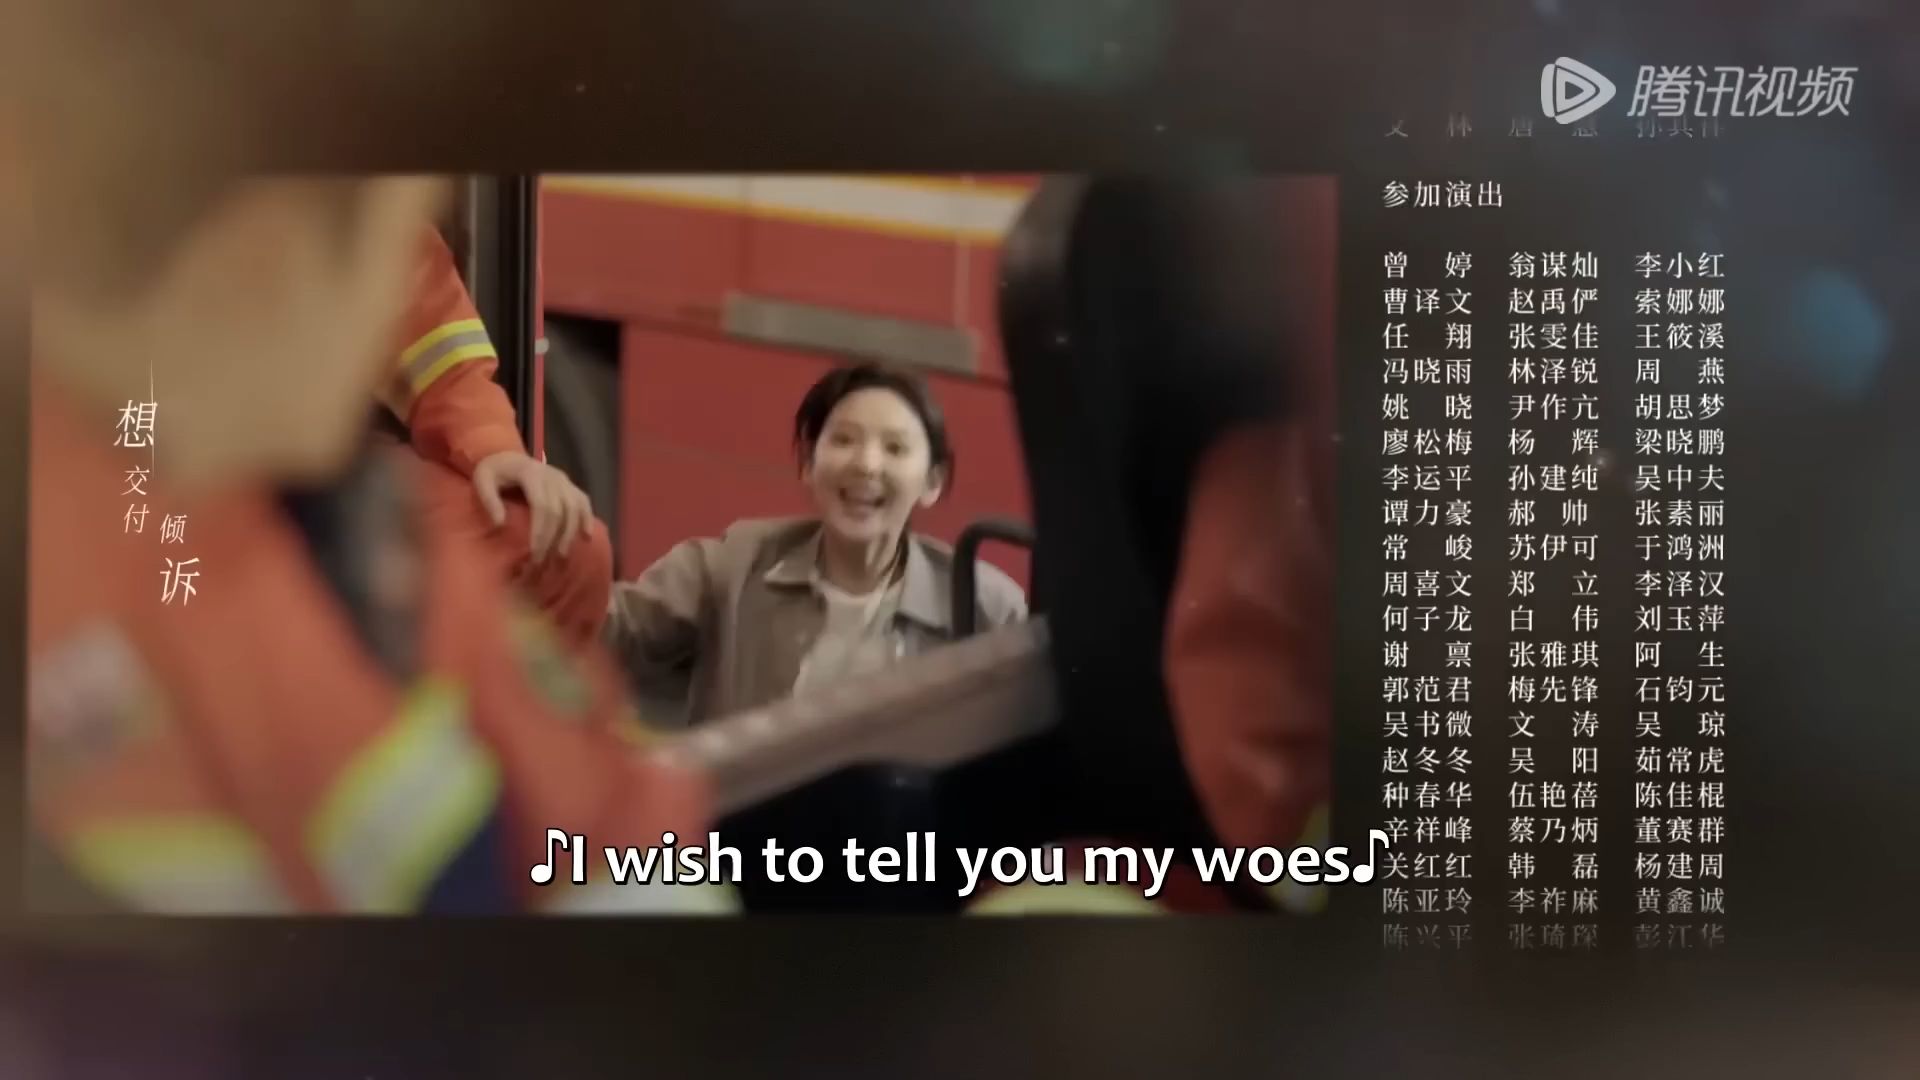 腾讯视频
参加演出
曾 婷 翁谋灿 李小红
曹译文 赵禹俨 索娜娜
任 翔 张雯佳 王筱溪
冯晓雨 林泽锐 周 燕
姚 晓 尹作亢 胡思梦
廖松梅 杨 辉 梁晓鹏
李运平 孙建纯 吴中夫
谭力豪 郝 帅 张素丽
常 峻 苏伊可 于鸿洲
周喜文 郑 立 李泽汉
何子龙 白 伟 刘玉萍
谢 禀 张雅琪 阿 生
郭范君 梅先锋 石钧元
吴书微 文 涛 吴 琼
赵冬冬 吴 阳 茹常虎
种春华 伍艳蓓 陈佳棍
辛祥峰 蔡乃炳 董赛群
关红红 韩 磊 杨建周
陈亚玲 李祚麻 黄鑫诚
陈兴平 张琦琛 彭江华
想
交付
倾
诉
♪I wish to tell you my woes♪